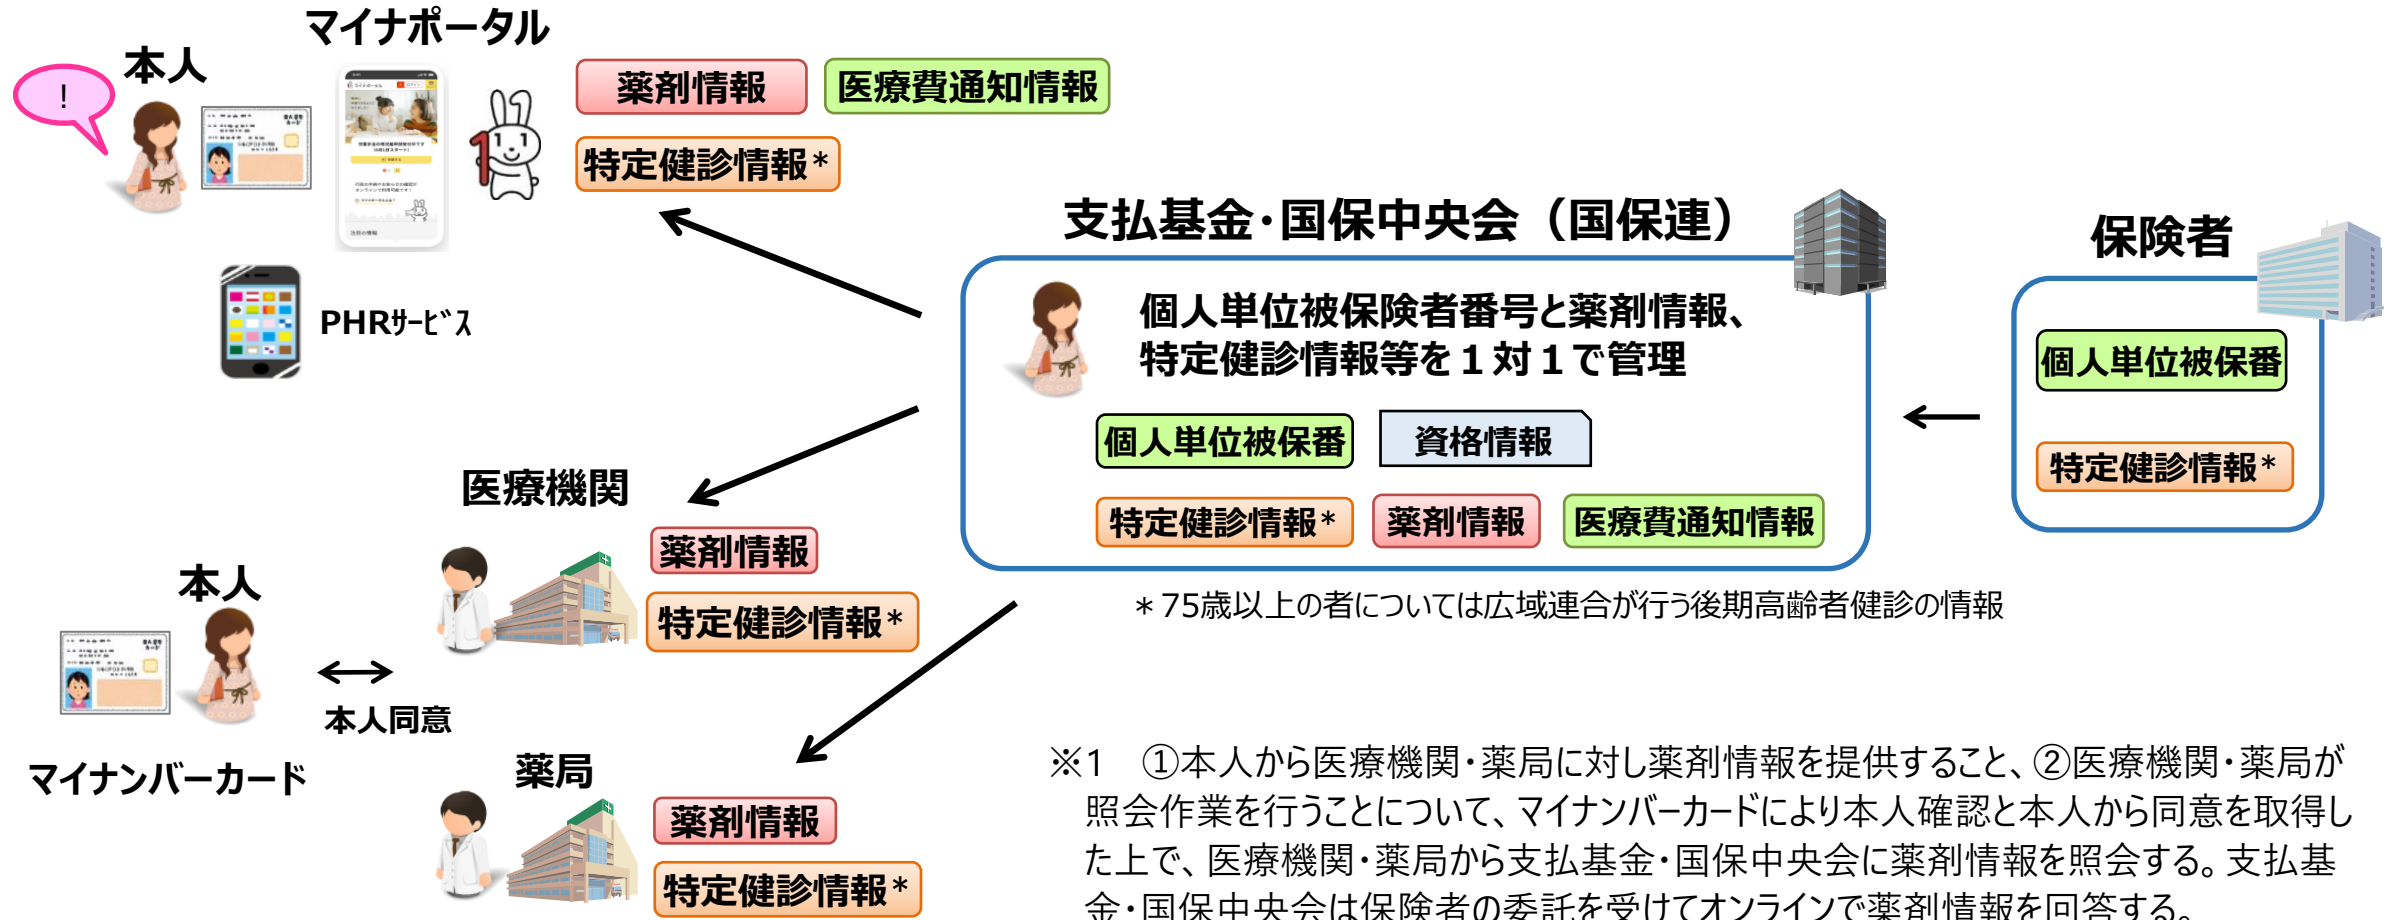 マイナポータル
本人
!
薬剤情報
医療費通知情報
特定健診情報*
PHRｻｰﾋﾞｽ
支払基金・国保中央会（国保連）
個人単位被保険者番号と薬剤情報、
特定健診情報等を１対１で管理
個人単位被保番
資格情報
特定健診情報*
薬剤情報
医療費通知情報
保険者
個人単位被保番
特定健診情報*
＊75歳以上の者については広域連合が行う後期高齢者健診の情報
医療機関
薬剤情報
特定健診情報*
本人
本人同意
マイナンバーカード
薬局
薬剤情報
特定健診情報*
※1　①本人から医療機関・薬局に対し薬剤情報を提供すること、②医療機関・薬局が
照会作業を行うことについて、マイナンバーカードにより本人確認と本人から同意を取得し
た上で、医療機関・薬局から支払基金・国保中央会に薬剤情報を照会する。支払基
金・国保中央会は保険者の委託を受けてオンラインで薬剤情報を回答する。